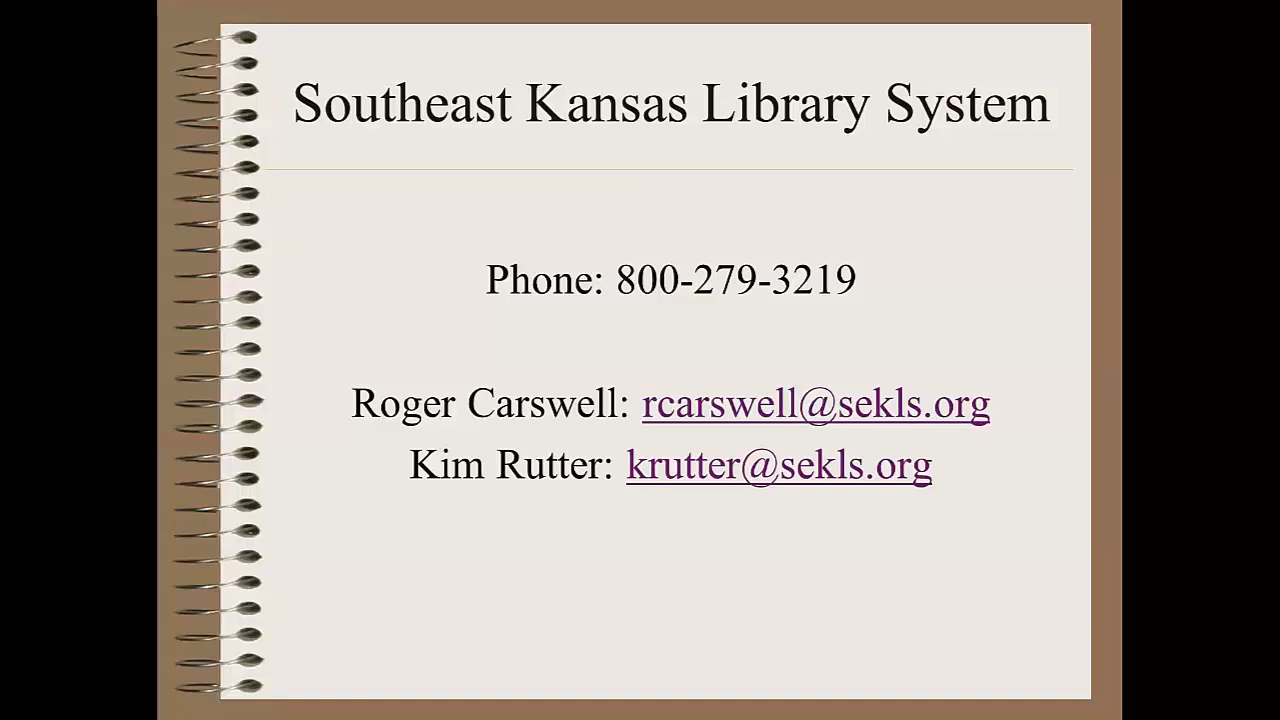 Southeast Kansas Library System
Phone: 800-279-3219
Roger Carswell: rcarswell@sekls.org
Kim Rutter: krutter@sekls.org